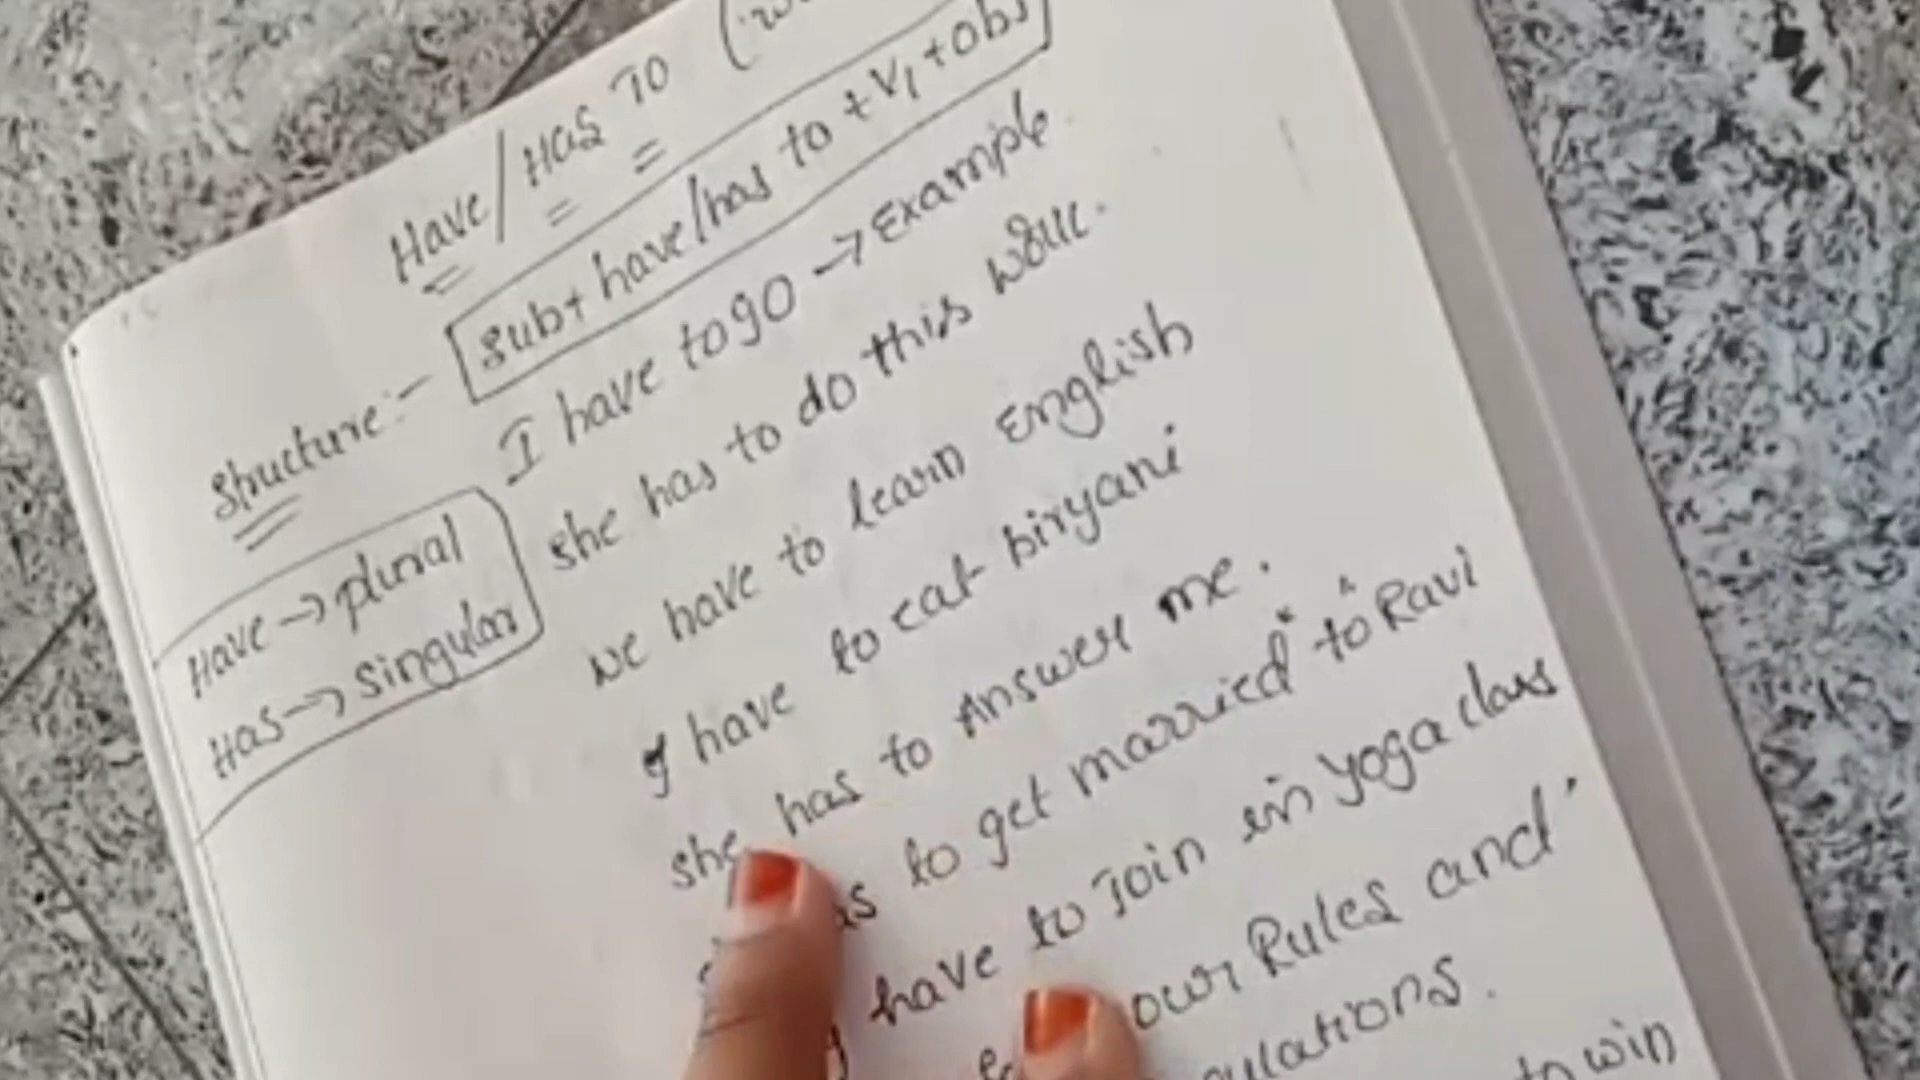 Have/Has To
Structure:- Sub+ have/has to + V1 + obj
I have to go → Example
she has to do this work.
Have → plural
Has → singular
we have to learn English
I have to eat biryani
she has to Answer me.
to get married to Ravi
have to Join in yoga class
our Rules and
to win